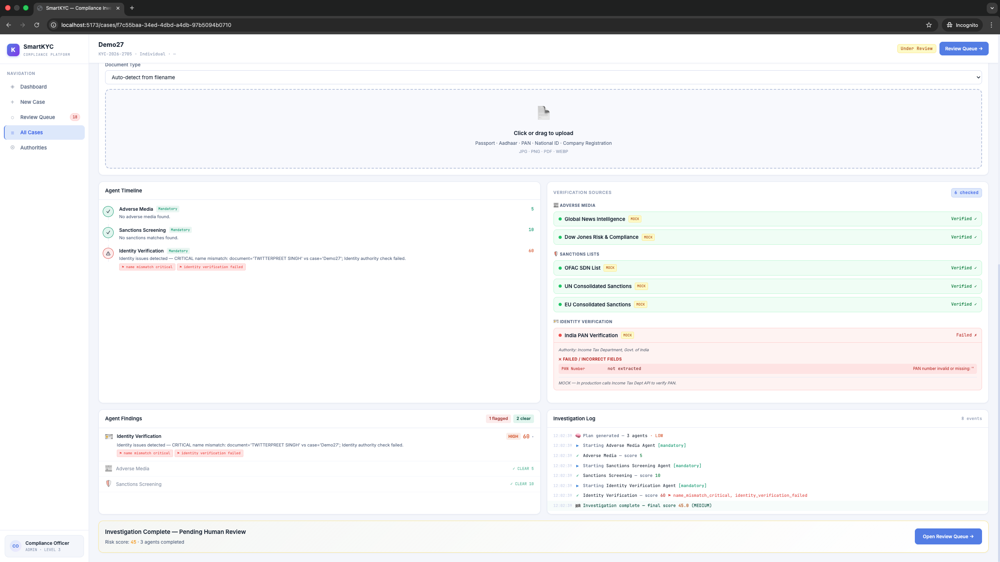 SmartKYC — Compliance Inve
localhost:5173/cases/f7c55baa-34ed-4dbd-a4db-97b5094b0710
Incognito
K
SmartKYC
COMPLIANCE PLATFORM
NAVIGATION
Dashboard
New Case
Review Queue 18
All Cases
Authorities
CO
Compliance Officer
ADMIN · LEVEL 3
Demo27
KYC-2026-2705 · Individual · —
Under Review
Review Queue →
Document Type
Auto-detect from filename
Click or drag to upload
Passport · Aadhaar · PAN · National ID · Company Registration
JPG · PNG · PDF · WEBP
Agent Timeline
Adverse Media Mandatory 5
No adverse media found.
Sanctions Screening Mandatory 10
No sanctions matches found.
Identity Verification Mandatory 60
Identity issues detected — CRITICAL name mismatch: document='TWITTERPREET SINGH' vs case='Demo27'; Identity authority check failed.
⚑ name mismatch critical ⚑ identity verification failed
VERIFICATION SOURCES 6 checked
ADVERSE MEDIA
Global News Intelligence MOCK Verified ✓
Dow Jones Risk & Compliance MOCK Verified ✓
SANCTIONS LISTS
OFAC SDN List MOCK Verified ✓
UN Consolidated Sanctions MOCK Verified ✓
EU Consolidated Sanctions MOCK Verified ✓
IDENTITY VERIFICATION
India PAN Verification MOCK Failed ✗
Authority: Income Tax Department, Govt. of India
✕ FAILED / INCORRECT FIELDS
PAN Number not extracted PAN number invalid or missing: ''
MOCK — In production calls Income Tax Dept API to verify PAN.
Agent Findings 1 flagged 2 clear
Identity Verification HIGH 60
Identity issues detected — CRITICAL name mismatch: document='TWITTERPREET SINGH' vs case='Demo27'; Identity authority check failed.
⚑ name mismatch critical ⚑ identity verification failed
Adverse Media ✓ CLEAR 5
Sanctions Screening ✓ CLEAR 10
Investigation Log 8 events
12:02:39 Plan generated — 3 agents · LOW
12:02:39 ▶ Starting Adverse Media Agent [mandatory]
12:02:39 ✓ Adverse Media — score 5
12:02:39 ▶ Starting Sanctions Screening Agent [mandatory]
12:02:39 ✓ Sanctions Screening — score 10
12:02:39 ▶ Starting Identity Verification Agent [mandatory]
12:02:39 ✓ Identity Verification — score 60 ⚑ name_mismatch_critical, identity_verification_failed
12:02:39 Investigation complete — final score 45.0 (MEDIUM)
Investigation Complete — Pending Human Review
Risk score: 45 · 3 agents completed
Open Review Queue →